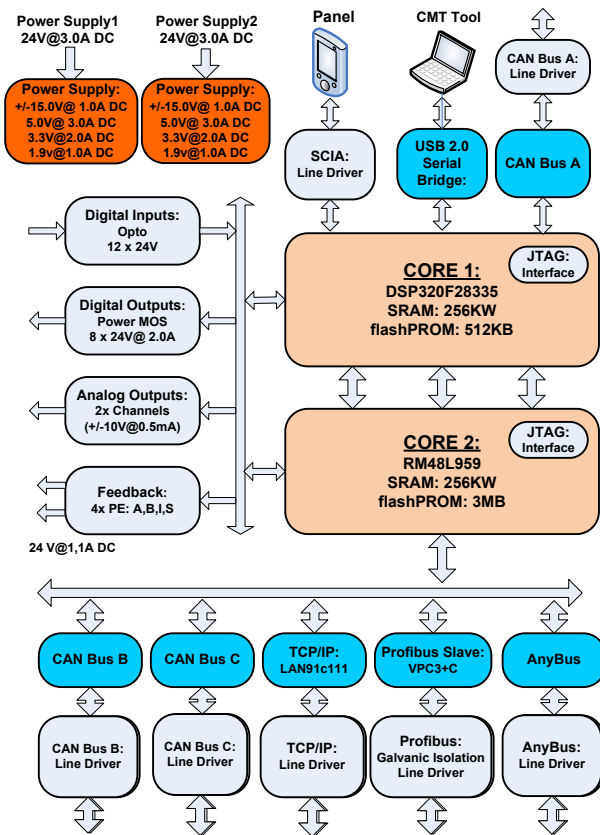 Power Supply1
24V@3.0A DC
Power Supply2
24V@3.0A DC
Panel
CMT Tool
CAN Bus A:
Line Driver
Power Supply:
+/-15.0V@ 1.0A DC
5.0V@ 3.0A DC
3.3V@2.0A DC
1.9v@1.0A DC
Power Supply:
+/-15.0V@ 1.0A DC
5.0V@ 3.0A DC
3.3V@2.0A DC
1.9v@1.0A DC
SCIA:
Line Driver
USB 2.0
Serial
Bridge:
CAN Bus A
Digital Inputs:
Opto
12 x 24V
Digital Outputs:
Power MOS
8 x 24V@ 2.0A
Analog Outputs:
2x Channels
(+/-10V@0.5mA)
Feedback:
4x PE: A,B,I,S
24 V@1,1A DC
CORE 1:
DSP320F28335
SRAM: 256KW
flashPROM: 512KB
JTAG:
Interface
CORE 2:
RM48L959
SRAM: 256KW
flashPROM: 3MB
JTAG:
Interface
CAN Bus B
CAN Bus C
TCP/IP:
LAN91c111
Profibus Slave:
VPC3+C
AnyBus
CAN Bus B:
Line Driver
CAN Bus C:
Line Driver
TCP/IP:
Line Driver
Profibus:
Galvanic Isolation
Line Driver
AnyBus:
Line Driver